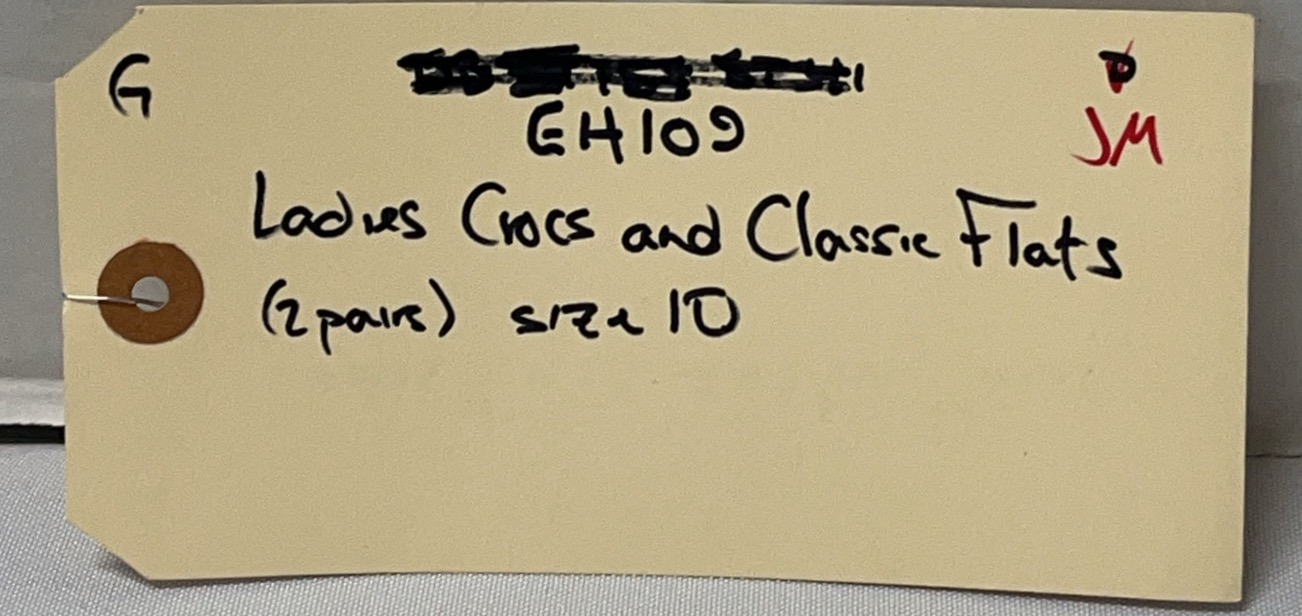 G
EH109
JM
Ladies Crocs and Classic Flats
(2 pairs) size 10